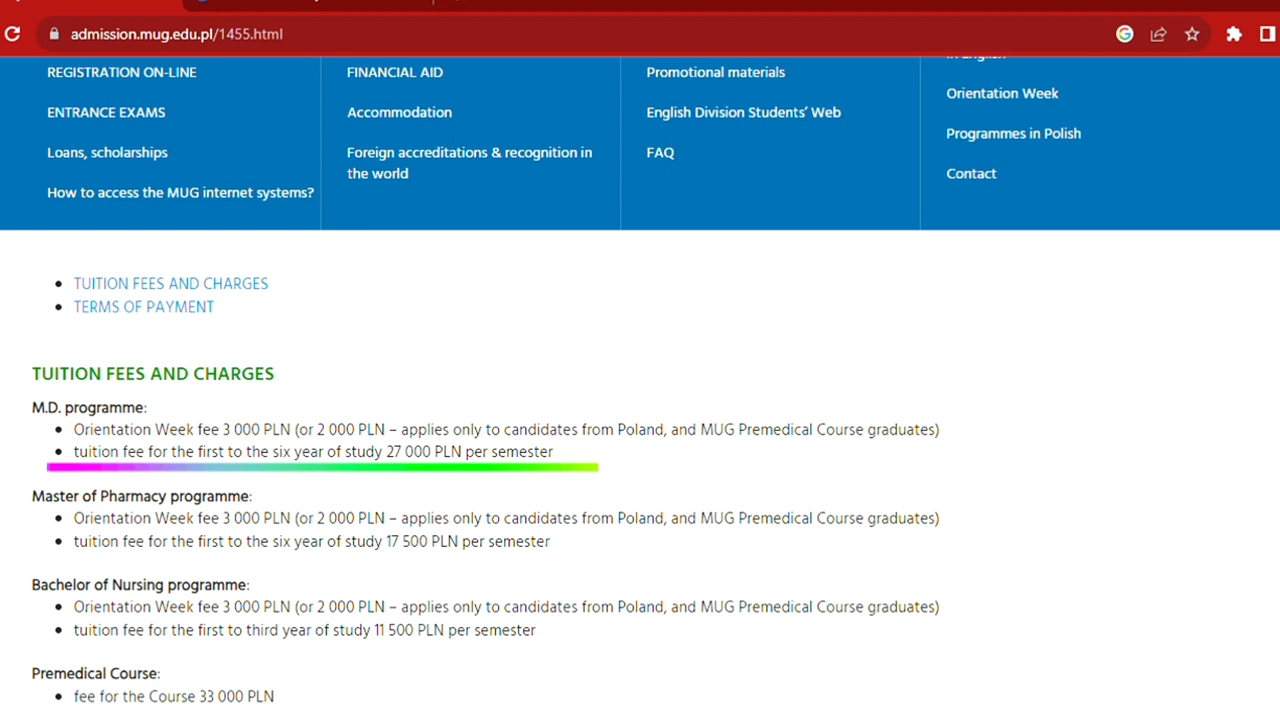 admission.mug.edu.pl/1455.html
REGISTRATION ON-LINE
ENTRANCE EXAMS
Loans, scholarships
How to access the MUG internet systems?
FINANCIAL AID
Accommodation
Foreign accreditations & recognition in
the world
Promotional materials
English Division Students’ Web
FAQ
in English
Orientation Week
Programmes in Polish
Contact
TUITION FEES AND CHARGES
TERMS OF PAYMENT
TUITION FEES AND CHARGES
M.D. programme:
Orientation Week fee 3 000 PLN (or 2 000 PLN – applies only to candidates from Poland, and MUG Premedical Course graduates)
tuition fee for the first to the six year of study 27 000 PLN per semester
Master of Pharmacy programme:
Orientation Week fee 3 000 PLN (or 2 000 PLN – applies only to candidates from Poland, and MUG Premedical Course graduates)
tuition fee for the first to the six year of study 17 500 PLN per semester
Bachelor of Nursing programme:
Orientation Week fee 3 000 PLN (or 2 000 PLN – applies only to candidates from Poland, and MUG Premedical Course graduates)
tuition fee for the first to third year of study 11 500 PLN per semester
Premedical Course:
fee for the Course 33 000 PLN